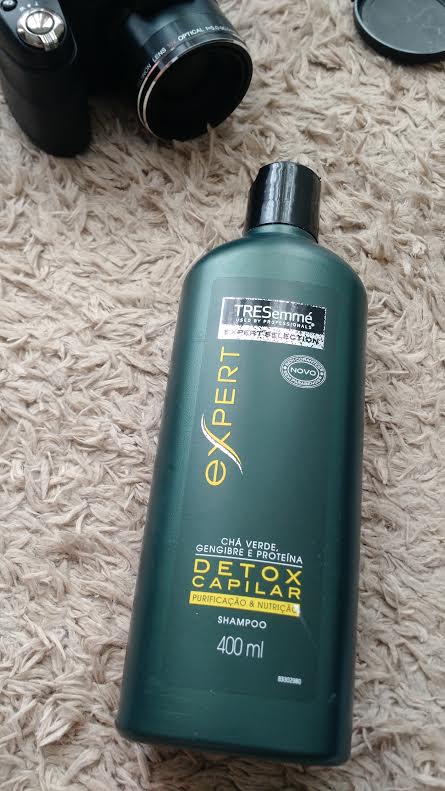 OPTICAL
TRESemmé
USED BY PROFESSIONALS
EXPERT SELECTION
NOVO
eXPERT
CHÁ VERDE,
GENGIBRE E PROTEÍNA
DETOX
CAPILAR
PURIFICAÇÃO & NUTRIÇÃO
SHAMPOO
400 ml